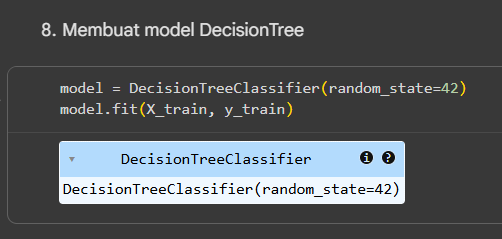 8. Membuat model DecisionTree
model = DecisionTreeClassifier(random_state=42)
model.fit(X_train, y_train)
▾ DecisionTreeClassifier i ?
DecisionTreeClassifier(random_state=42)